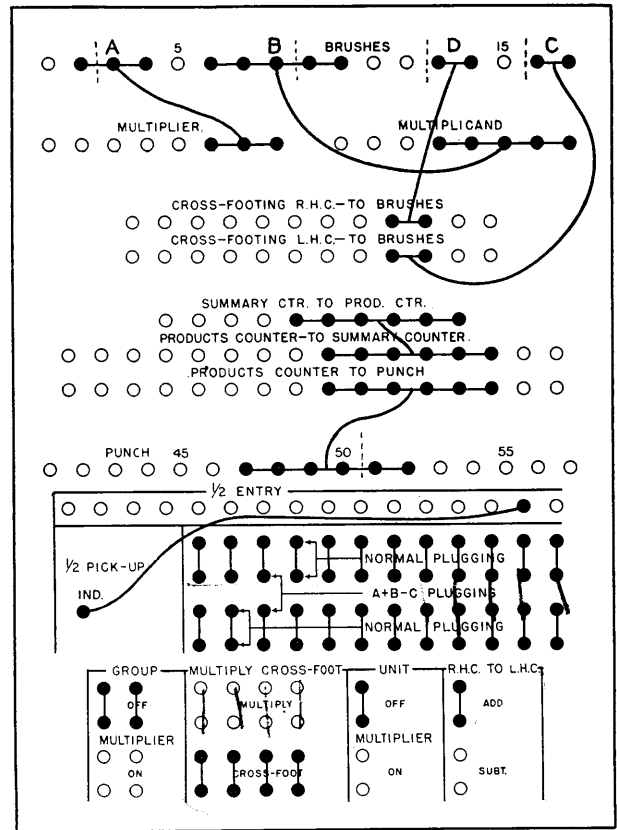 A 5 B BRUSHES D 15 C
MULTIPLIER. MULTIPLICAND
CROSS-FOOTING R.H.C.—TO BRUSHES
CROSS-FOOTING L.H.C.—TO BRUSHES
SUMMARY CTR. TO PROD. CTR.
PRODUCTS COUNTER—TO SUMMARY COUNTER.
PRODUCTS COUNTER TO PUNCH
PUNCH 45 50 55
½ ENTRY
½ PICK-UP
IND.
NORMAL PLUGGING
A+B-C PLUGGING
NORMAL PLUGGING
GROUP MULTIPLY CROSS-FOOT UNIT R.H.C. TO L.H.C.
OFF MULTIPLY OFF ADD
MULTIPLIER MULTIPLIER
ON CROSS-FOOT ON SUBT.